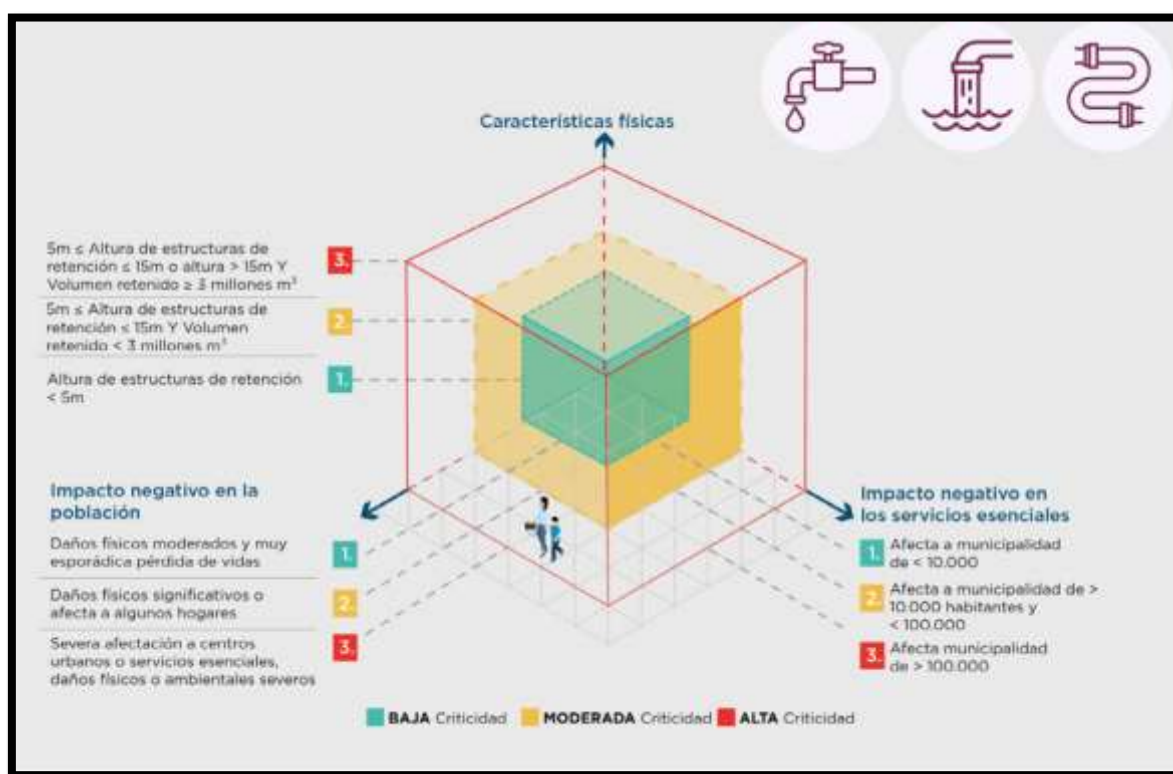 Características físicas
5m ≤ Altura de estructuras de
retención ≤ 15m o altura > 15m Y
Volumen retenido ≥ 3 millones m³
3.
5m ≤ Altura de estructuras de
retención ≤ 15m Y Volumen
retenido < 3 millones m³
2.
Altura de estructuras de retención
< 5m
1.
Impacto negativo en la
población
Daños físicos moderados y muy
esporádica pérdida de vidas
1.
Daños físicos significativos o
afecta a algunos hogares
2.
Severa afectación a centros
urbanos o servicios esenciales,
daños físicos o ambientales severos
3.
Impacto negativo en
los servicios esenciales
1. Afecta a municipalidad
de < 10.000
2. Afecta a municipalidad de >
10.000 habitantes y
< 100.000
3. Afecta municipalidad
de > 100.000
BAJA Criticidad MODERADA Criticidad ALTA Criticidad